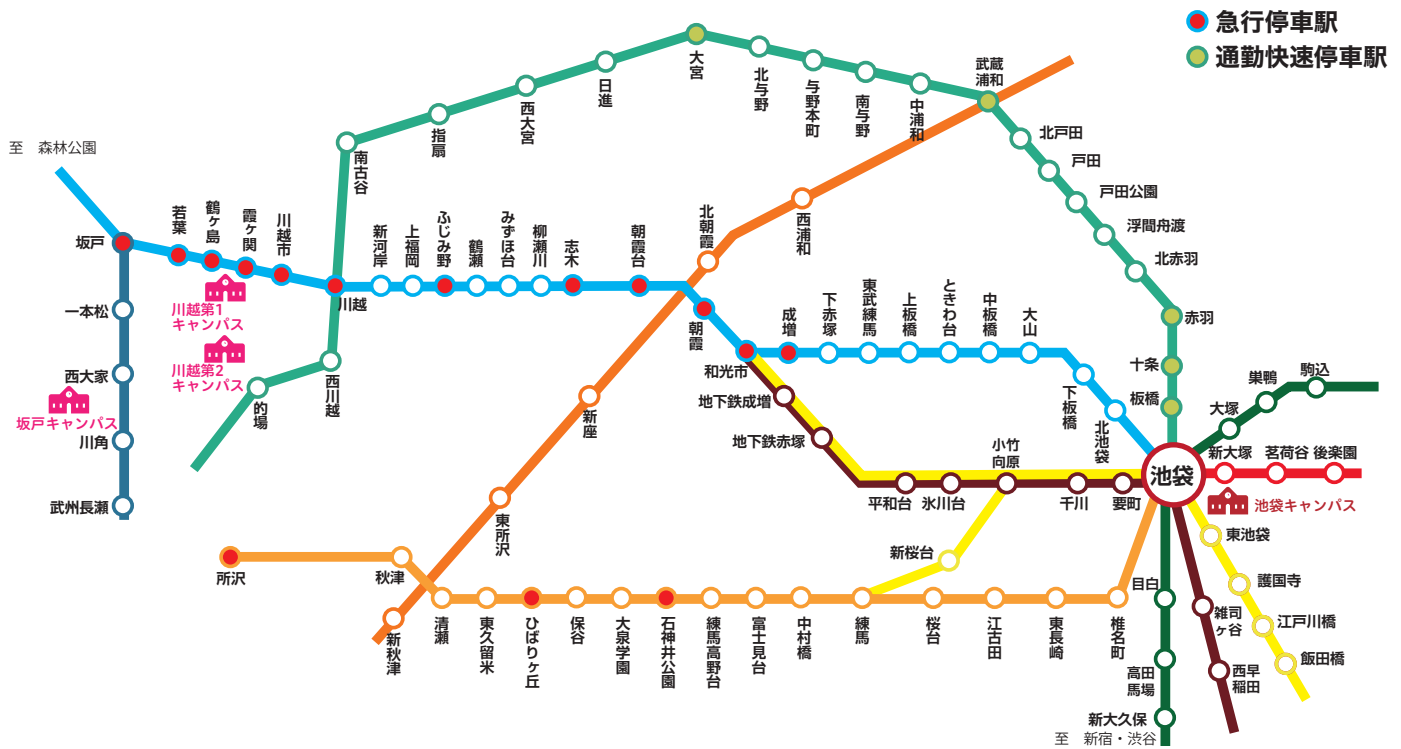 急行停車駅
通勤快速停車駅
至　森林公園
坂戸
若葉
鶴ヶ島
霞ヶ関
川越市
川越
新河岸
上福岡
ふじみ野
鶴瀬
みずほ台
柳瀬川
志木
朝霞台
朝霞
和光市
成増
下赤塚
東武練馬
上板橋
ときわ台
中板橋
大山
下板橋
北池袋
池袋
南古谷
指扇
西大宮
日進
大宮
北与野
与野本町
南与野
中浦和
武蔵
浦和
北戸田
戸田
戸田公園
浮間舟渡
北赤羽
赤羽
十条
板橋
西川越
的場
北朝霞
西浦和
新座
東所沢
新秋津
一本松
西大家
川角
武州長瀬
川越第1
キャンパス
川越第2
キャンパス
坂戸キャンパス
地下鉄成増
地下鉄赤塚
平和台
氷川台
小竹
向原
千川
要町
新桜台
所沢
秋津
清瀬
東久留米
ひばりヶ丘
保谷
大泉学園
石神井公園
練馬高野台
富士見台
中村橋
練馬
桜台
江古田
東長崎
椎名町
大塚
巣鴨
駒込
新大塚
茗荷谷
後楽園
池袋キャンパス
東池袋
護国寺
江戸川橋
飯田橋
雑司
ヶ谷
西早
稲田
目白
高田
馬場
新大久保
至　新宿・渋谷